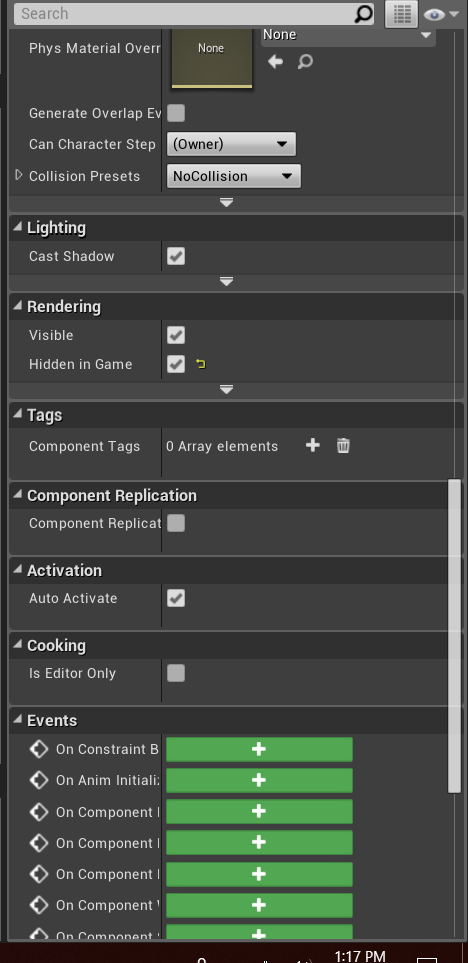 Search
Phys Material Overr
None
None
Generate Overlap Ev
Can Character Step
(Owner)
Collision Presets
NoCollision
Lighting
Cast Shadow
Rendering
Visible
Hidden in Game
Tags
Component Tags
0 Array elements
Component Replication
Component Replicat
Activation
Auto Activate
Cooking
Is Editor Only
Events
On Constraint B
On Anim Initializ
On Component
On Component
On Component
On Component
On Component
1:17 PM